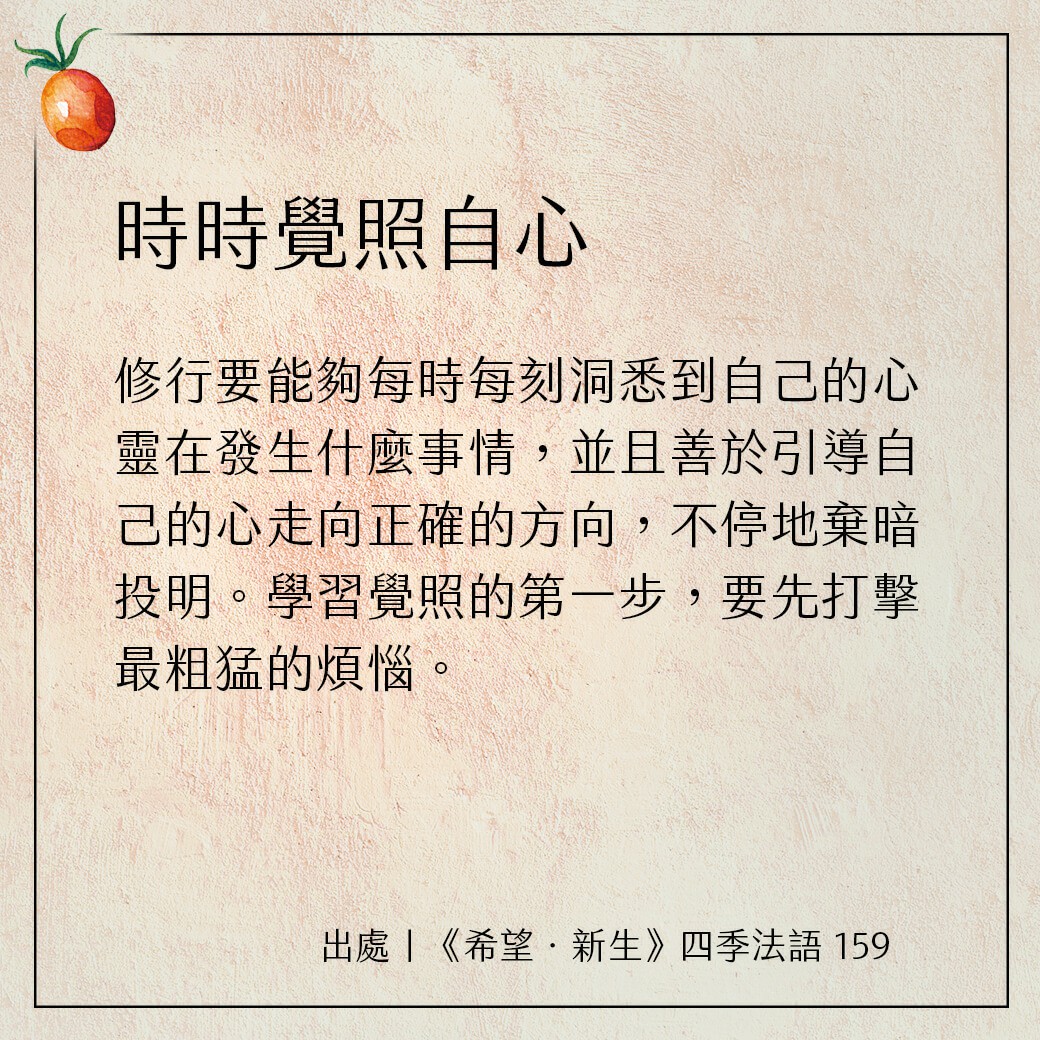 時時覺照自心
修行要能夠每時每刻洞悉到自己的心
靈在發生什麼事情，並且善於引導自
己的心走向正確的方向，不停地棄暗
投明。學習覺照的第一步，要先打擊
最粗猛的煩惱。
出處|《希望．新生》四季法語 159